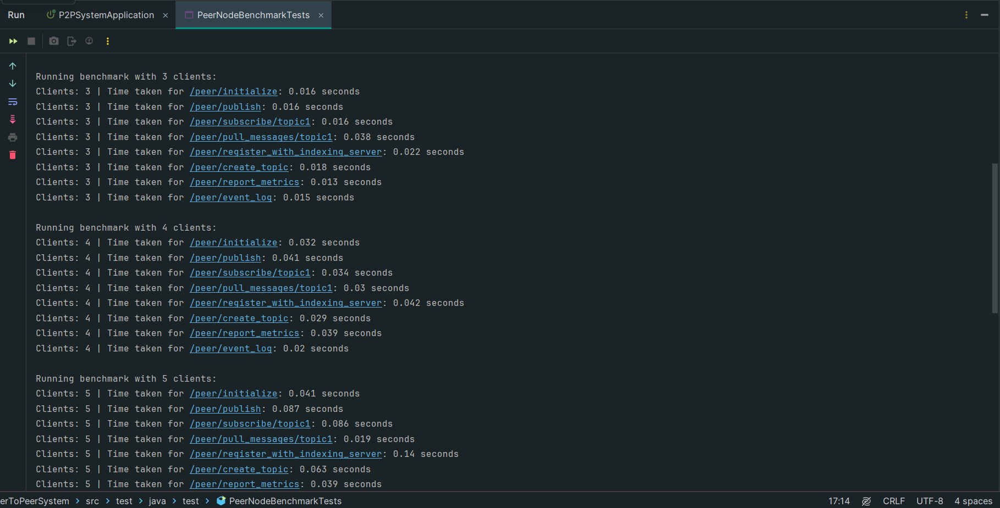 Run P2PSystemApplication × PeerNodeBenchmarkTests ×
Running benchmark with 3 clients:
Clients: 3 | Time taken for /peer/initialize: 0.016 seconds
Clients: 3 | Time taken for /peer/publish: 0.016 seconds
Clients: 3 | Time taken for /peer/subscribe/topic1: 0.016 seconds
Clients: 3 | Time taken for /peer/pull_messages/topic1: 0.038 seconds
Clients: 3 | Time taken for /peer/register_with_indexing_server: 0.022 seconds
Clients: 3 | Time taken for /peer/create_topic: 0.018 seconds
Clients: 3 | Time taken for /peer/report_metrics: 0.013 seconds
Clients: 3 | Time taken for /peer/event_log: 0.015 seconds
Running benchmark with 4 clients:
Clients: 4 | Time taken for /peer/initialize: 0.032 seconds
Clients: 4 | Time taken for /peer/publish: 0.041 seconds
Clients: 4 | Time taken for /peer/subscribe/topic1: 0.034 seconds
Clients: 4 | Time taken for /peer/pull_messages/topic1: 0.03 seconds
Clients: 4 | Time taken for /peer/register_with_indexing_server: 0.042 seconds
Clients: 4 | Time taken for /peer/create_topic: 0.029 seconds
Clients: 4 | Time taken for /peer/report_metrics: 0.039 seconds
Clients: 4 | Time taken for /peer/event_log: 0.02 seconds
Running benchmark with 5 clients:
Clients: 5 | Time taken for /peer/initialize: 0.041 seconds
Clients: 5 | Time taken for /peer/publish: 0.087 seconds
Clients: 5 | Time taken for /peer/subscribe/topic1: 0.086 seconds
Clients: 5 | Time taken for /peer/pull_messages/topic1: 0.019 seconds
Clients: 5 | Time taken for /peer/register_with_indexing_server: 0.14 seconds
Clients: 5 | Time taken for /peer/create_topic: 0.063 seconds
Clients: 5 | Time taken for /peer/report_metrics: 0.039 seconds
erToPeerSystem > src > test > java > test > PeerNodeBenchmarkTests 17:14 CRLF UTF-8 4 spaces